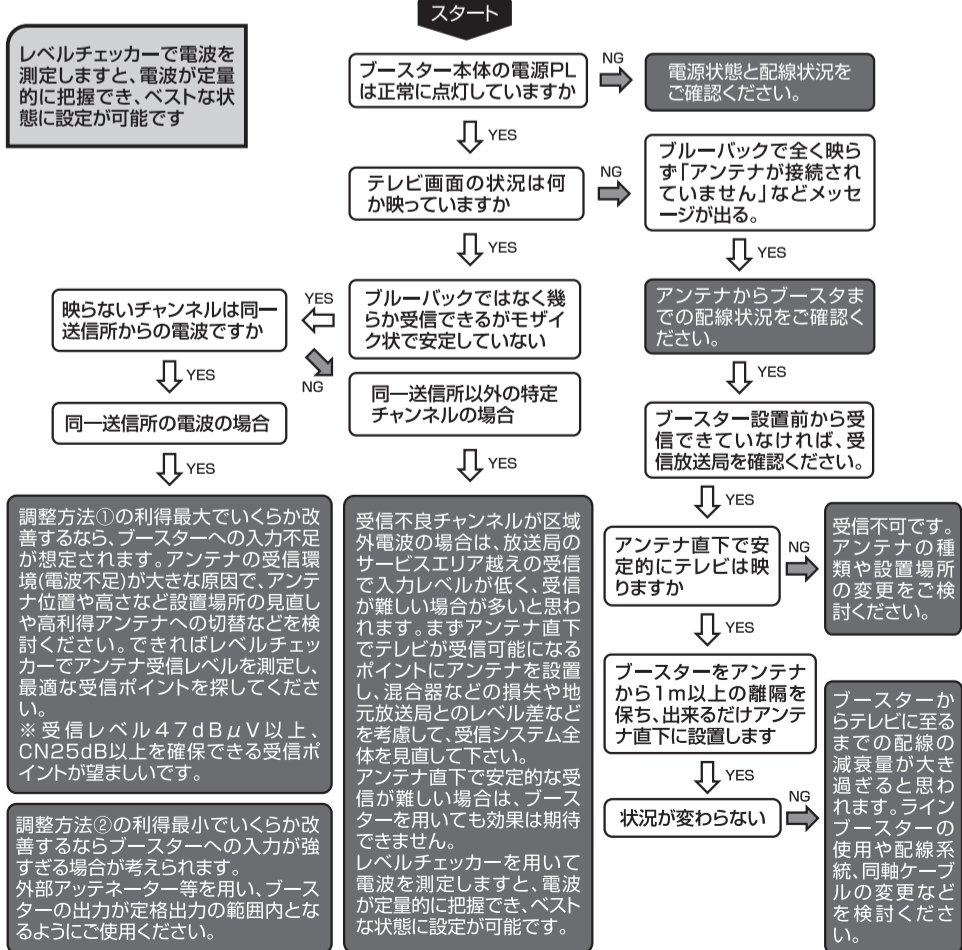 スタート
レベルチェッカーで電波を
測定しますと、電波が定量
的に把握でき、ベストな状
態に設定が可能です
ブースター本体の電源PL
は正常に点灯していますか
NG
電源状態と配線状況を
ご確認ください。
YES
テレビ画面の状況は何
か映っていますか
NG
ブルーバックで全く映ら
ず「アンテナが接続され
ていません」などメッセ
ージが出る。
YES
YES
ブルーバックではなく幾
らか受信できるがモザイ
ク状で安定していない
YES
映らないチャンネルは同一
送信所からの電波ですか
NG
アンテナからブースタま
での配線状況をご確認く
ださい。
YES
YES
同一送信所の電波の場合
同一送信所以外の特定
チャンネルの場合
ブースター設置前から受
信できていなければ、受
信放送局を確認ください。
YES
YES
YES
調整方法①の利得最大でいくらか改
善するなら、ブースターへの入力不足
が想定されます。アンテナの受信環
境(電波不足)が大きな原因で、アンテ
ナ位置や高さなど設置場所の見直し
や高利得アンテナへの切替などを検
討ください。できればレベルチェッ
カーでアンテナ受信レベルを測定し、
最適な受信ポイントを探してくださ
い。
※受信レベル47dBμV以上、
CN25dB以上を確保できる受信ポ
イントが望ましいです。
調整方法②の利得最小でいくらか改
善するならブースターへの入力が強
すぎる場合が考えられます。
外部アッテネーター等を用い、ブース
ターの出力が定格出力の範囲内とな
るようにご使用ください。
受信不良チャンネルが区域
外電波の場合は、放送局の
サービスエリア越えの受信
で入力レベルが低く、受信
が難しい場合が多いと思わ
れます。まずアンテナ直下
でテレビが受信可能になる
ポイントにアンテナを設置
し、混合器などの損失や地
元放送局とのレベル差など
を考慮して、受信システム全
体を見直して下さい。
アンテナ直下で安定的な受
信が難しい場合は、ブース
ターを用いても効果は期待
できません。
レベルチェッカーを用いて
電波を測定しますと、電波
が定量的に把握でき、ベスト
な状態に設定が可能です。
アンテナ直下で安
定的にテレビは映
りますか
NG
受信不可です。
アンテナの種
類や設置場所
の変更をご検
討ください。
YES
ブースターをアンテナ
から1m以上の離隔を
保ち、出来るだけアンテ
ナ直下に設置します
YES
状況が変わらない
NG
ブースターか
らテレビに至る
までの配線の
減衰量が大き
過ぎると思わ
れます。ライン
ブースターの
使用や配線系
統、同軸ケーブ
ルの変更など
を検討くださ
い。